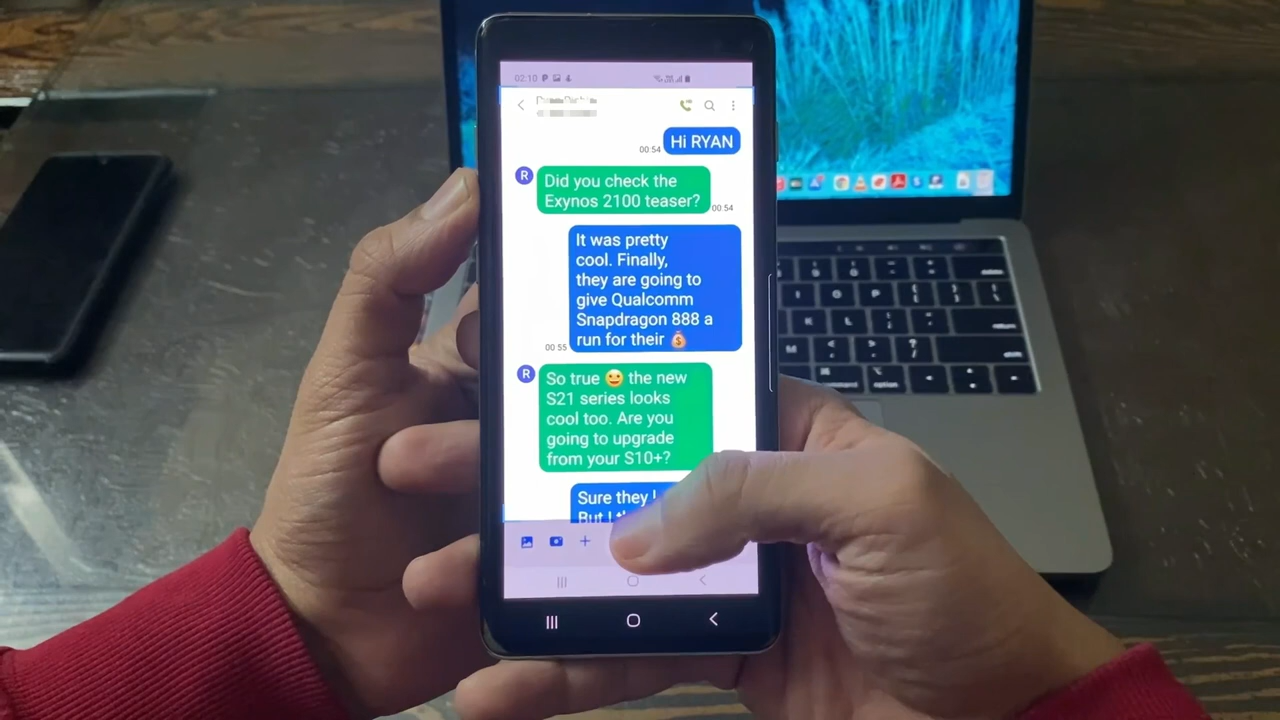 02:10
Hi RYAN
00:54
R
Did you check the
Exynos 2100 teaser?
00:54
It was pretty
cool. Finally,
they are going to
give Qualcomm
Snapdragon 888 a
run for their 💰
00:55
R
So true 😀 the new
S21 series looks
cool too. Are you
going to upgrade
from your S10+?
Sure they
But I
option